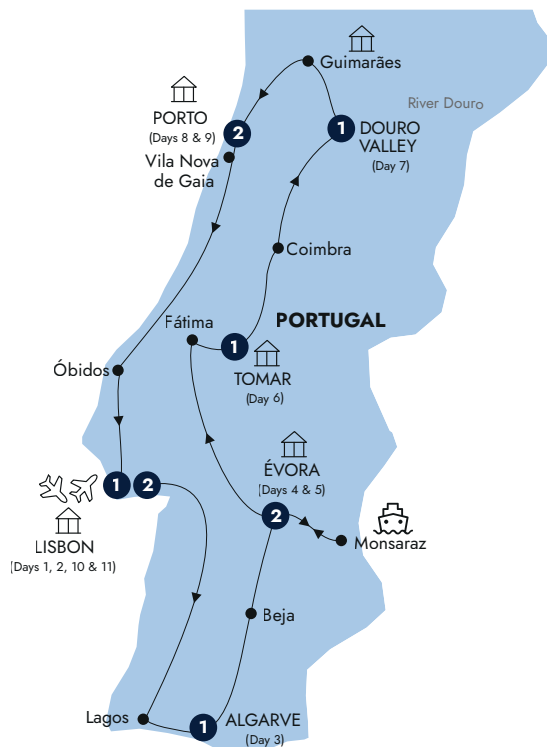 Guimarães
River Douro
PORTO
(Days 8 & 9)
2
1
DOURO
VALLEY
(Day 7)
Vila Nova
de Gaia
Coimbra
PORTUGAL
Fátima
1
TOMAR
(Day 6)
Óbidos
ÉVORA
(Days 4 & 5)
2
1
2
LISBON
(Days 1, 2, 10 & 11)
Monsaraz
Beja
Lagos
1
ALGARVE
(Day 3)